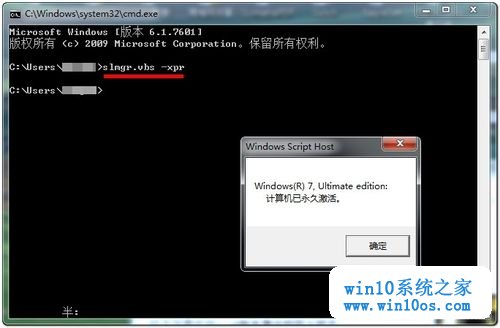 C:\Windows\system32\cmd.exe
Microsoft Windows [版本 6.1.7601]
版权所有 (c) 2009 Microsoft Corporation。保留所有权利。
C:\Users\ >slmgr.vbs -xpr
C:\Users\ >
Windows Script Host
Windows(R) 7, Ultimate edition:
计算机已永久激活。
确定
半:
win10系统之家
www.win10os.com